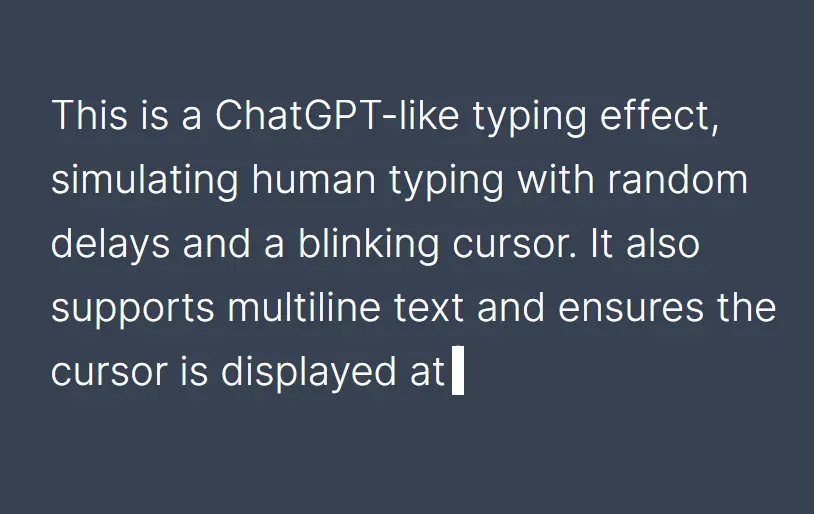 This is a ChatGPT-like typing effect,
simulating human typing with random
delays and a blinking cursor. It also
supports multiline text and ensures the
cursor is displayed at